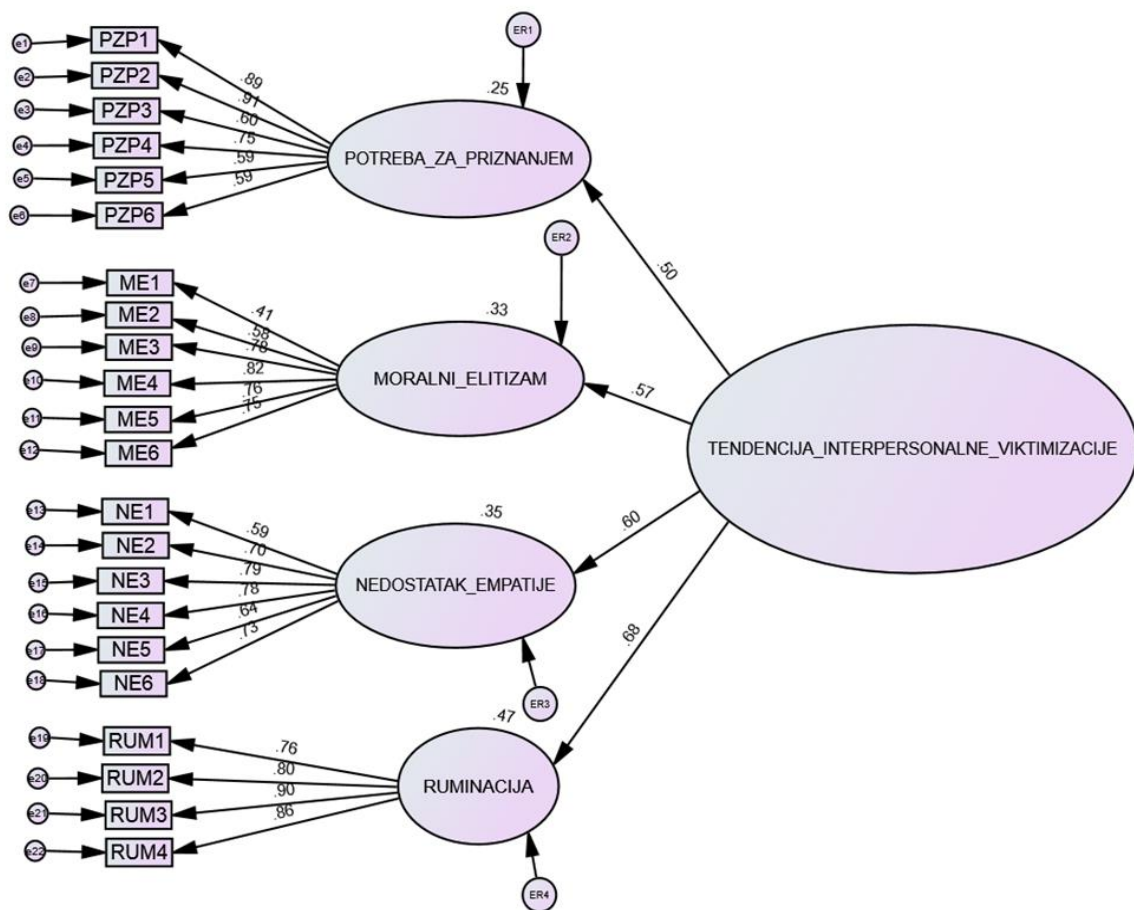 e1 PZP1
e2 PZP2
e3 PZP3
e4 PZP4
e5 PZP5
e6 PZP6
.89
.91
.60
.75
.59
.59
ER1
.25
POTREBA_ZA_PRIZNANJEM
.50
e7 ME1
e8 ME2
e9 ME3
e10 ME4
e11 ME5
e12 ME6
.41
.58
.78
.82
.76
.75
ER2
.33
MORALNI_ELITIZAM
.57
TENDENCIJA_INTERPERSONALNE_VIKTIMIZACIJE
e13 NE1
e14 NE2
e15 NE3
e16 NE4
e17 NE5
e18 NE6
.59
.70
.79
.78
.64
.73
.35
NEDOSTATAK_EMPATIJE
ER3
.60
e19 RUM1
e20 RUM2
e21 RUM3
e22 RUM4
.76
.80
.90
.86
.47
RUMINACIJA
ER4
.68